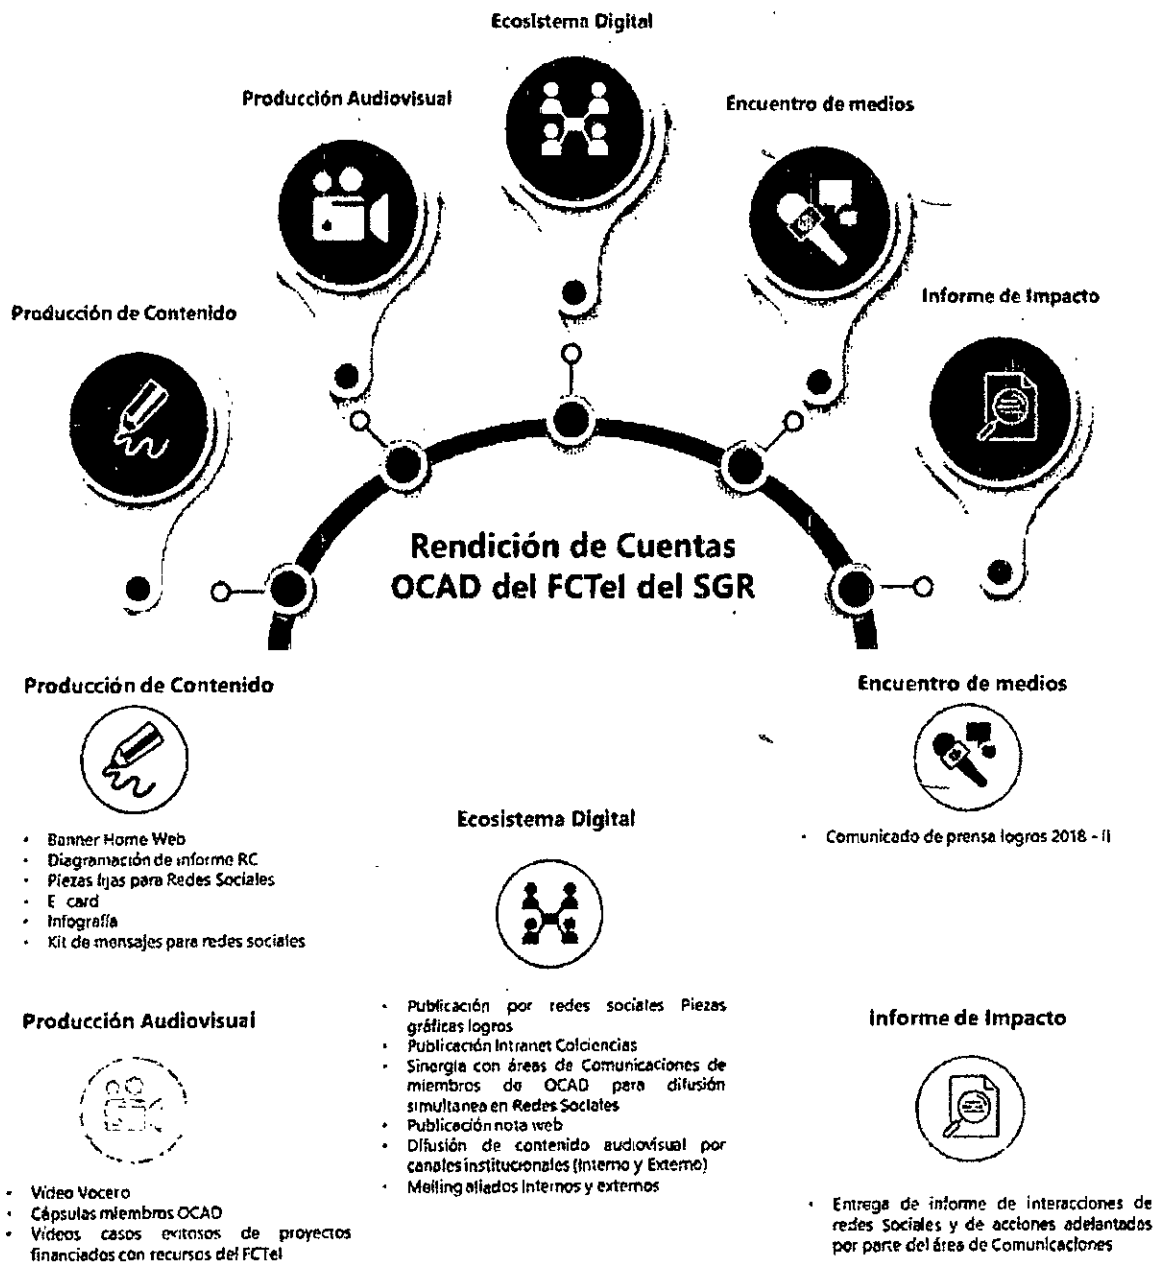 Ecosistema Digital
Producción Audiovisual
Encuentro de medios
Producción de Contenido
Informe de Impacto
Rendición de Cuentas
OCAD del FCTeI del SGR
Producción de Contenido
• Banner Home Web
• Diagramación de informe RC
• Piezas fijas para Redes Sociales
• E card
• Infografía
• Kit de mensajes para redes sociales
Producción Audiovisual
• Video Vocero
• Cápsulas miembros OCAD
• Videos casos exitosos de proyectos
financiados con recursos del FCTeI
Ecosistema Digital
• Publicación por redes sociales Piezas
gráficas logros
• Publicación Intranet Colciencias
• Sinergia con áreas de Comunicaciones de
miembros de OCAD para difusión
simultanea en Redes Sociales
• Publicación nota web
• Difusión de contenido audiovisual por
canales institucionales (Interno y Externo)
• Meiling aliados Internos y externos
Encuentro de medios
• Comunicado de prensa logros 2018 - II
Informe de Impacto
• Entrega de informe de interacciones de
redes Sociales y de acciones adelantadas
por parte del área de Comunicaciones